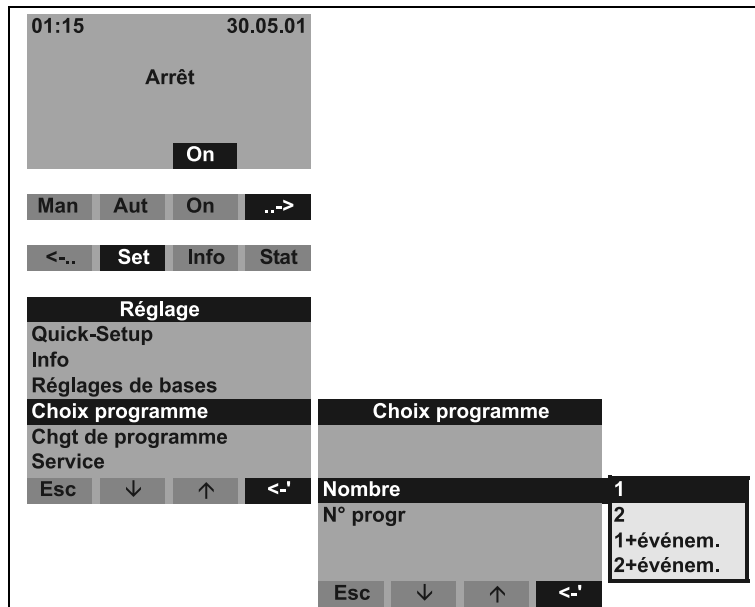 01:15 30.05.01
Arrêt
On
Man Aut On ..->
<-.. Set Info Stat
Réglage
Quick-Setup
Info
Réglages de bases
Choix programme
Chgt de programme
Service
Esc ↓ ↑ <-'
Choix programme
Nombre
N° progr
Esc ↓ ↑ <-'
1
2
1+événem.
2+événem.